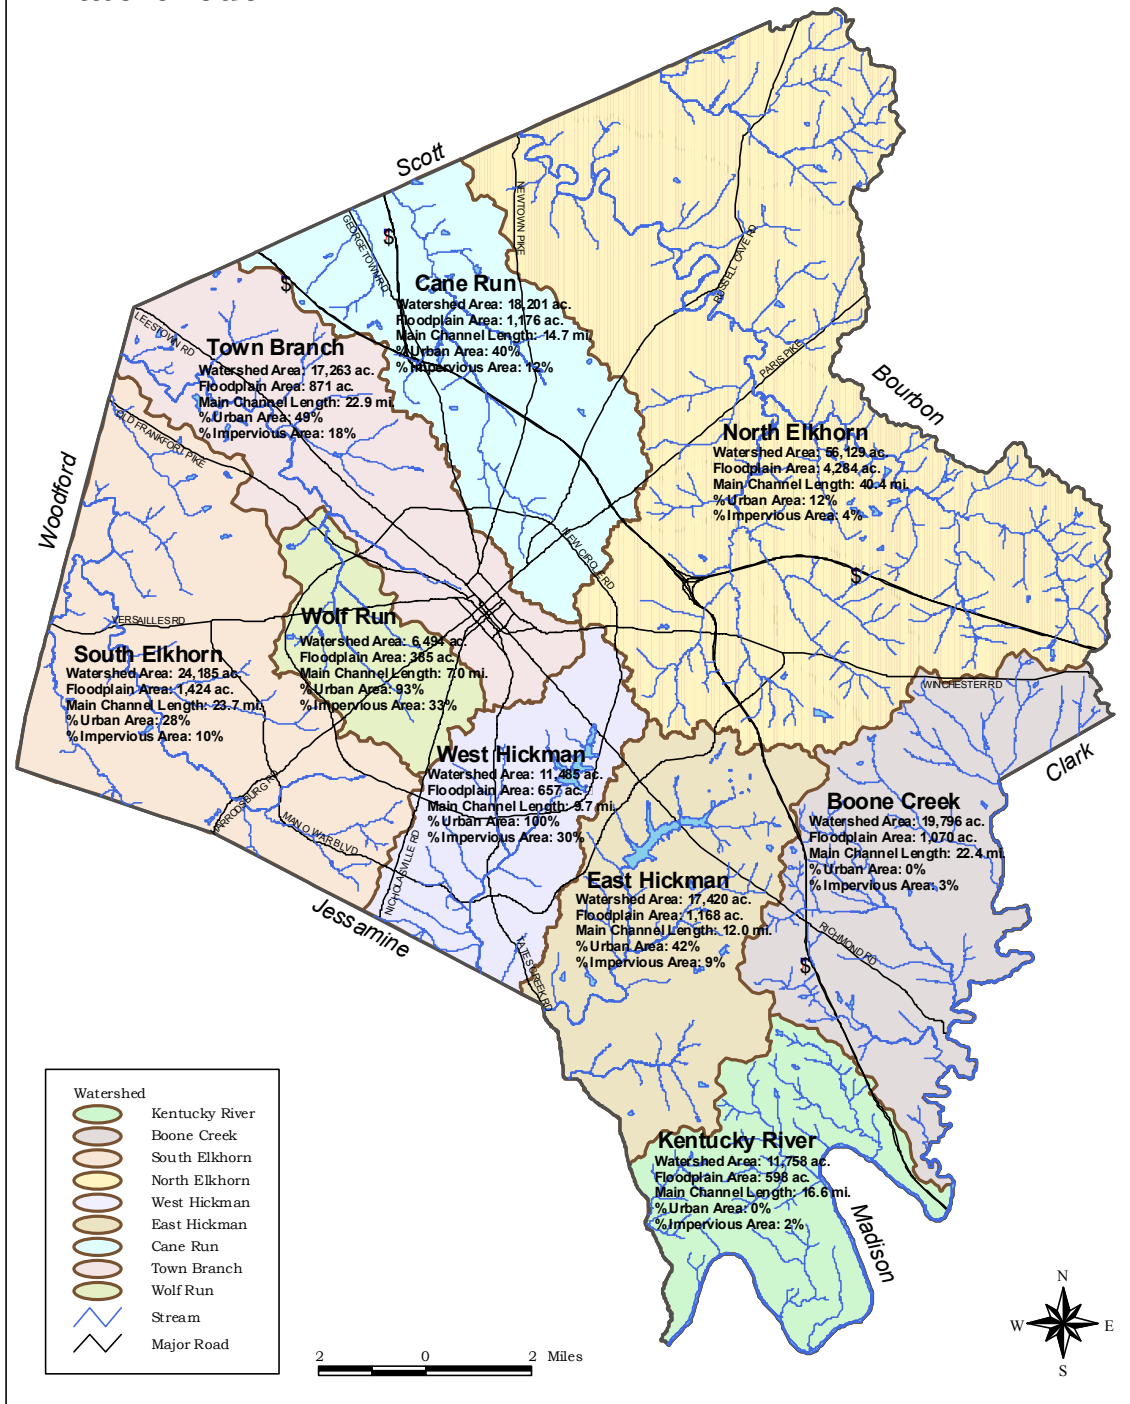 Scott
NEWTOWN PIKE
GEORGETOWN RD
$
RUSSELL CAVE RD
$
Cane Run
Watershed Area: 18,201 ac.
Floodplain Area: 1,176 ac.
Main Channel Length: 14.7 mi.
% Urban Area: 40%
% Impervious Area: 12%
LEESTOWN RD
Town Branch
Watershed Area: 17,263 ac.
Floodplain Area: 871 ac.
Main Channel Length: 22.9 mi.
% Urban Area: 49%
% Impervious Area: 18%
PARIS PIKE
Bourbon
OLD FRANKFORT PIKE
North Elkhorn
Watershed Area: 56,129 ac.
Floodplain Area: 4,284 ac.
Main Channel Length: 40.4 mi.
% Urban Area: 12%
% Impervious Area: 4%
Woodford
NEW CIRCLE RD
$
VERSAILLES RD
Wolf Run
Watershed Area: 6,494 ac.
Floodplain Area: 385 ac.
Main Channel Length: 7.0 mi.
% Urban Area: 93%
% Impervious Area: 33%
South Elkhorn
Watershed Area: 24,185 ac.
Floodplain Area: 1,424 ac.
Main Channel Length: 23.7 mi.
% Urban Area: 28%
% Impervious Area: 10%
WINCHESTER RD
Clark
West Hickman
Watershed Area: 11,485 ac.
Floodplain Area: 657 ac.
Main Channel Length: 9.7 mi.
% Urban Area: 100%
% Impervious Area: 30%
HARRODSBURG RD
MAN O WAR BLVD
NICHOLASVILLE RD
Boone Creek
Watershed Area: 19,796 ac.
Floodplain Area: 1,070 ac.
Main Channel Length: 22.4 mi.
% Urban Area: 0%
% Impervious Area: 3%
East Hickman
Watershed Area: 17,420 ac.
Floodplain Area: 1,168 ac.
Main Channel Length: 12.0 mi.
% Urban Area: 42%
% Impervious Area: 9%
Jessamine
TATES CREEK RD
RICHMOND RD
$
Kentucky River
Watershed Area: 11,758 ac.
Floodplain Area: 598 ac.
Main Channel Length: 16.6 mi.
% Urban Area: 0%
% Impervious Area: 2%
Madison
Watershed
Kentucky River
Boone Creek
South Elkhorn
North Elkhorn
West Hickman
East Hickman
Cane Run
Town Branch
Wolf Run
Stream
Major Road
2 0 2 Miles
N
W E
S